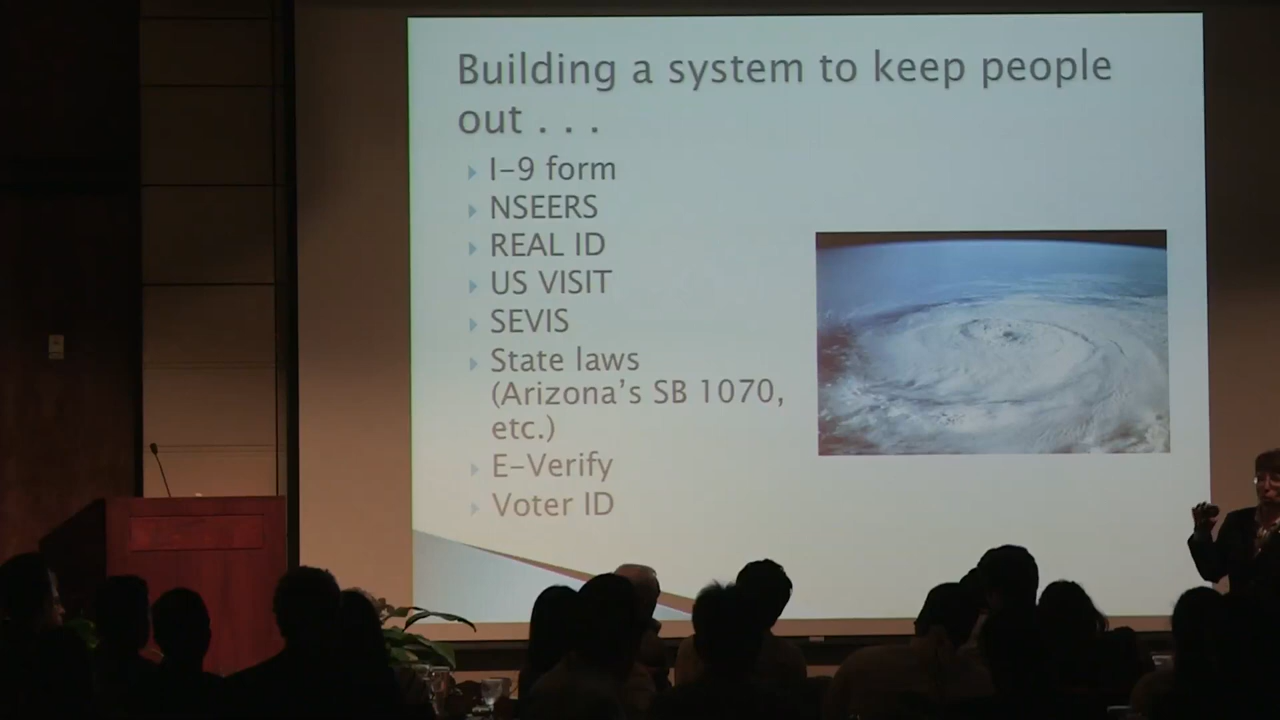 Building a system to keep people
out . . .
I-9 form
NSEERS
REAL ID
US VISIT
SEVIS
State laws
(Arizona’s SB 1070,
etc.)
E-Verify
Voter ID